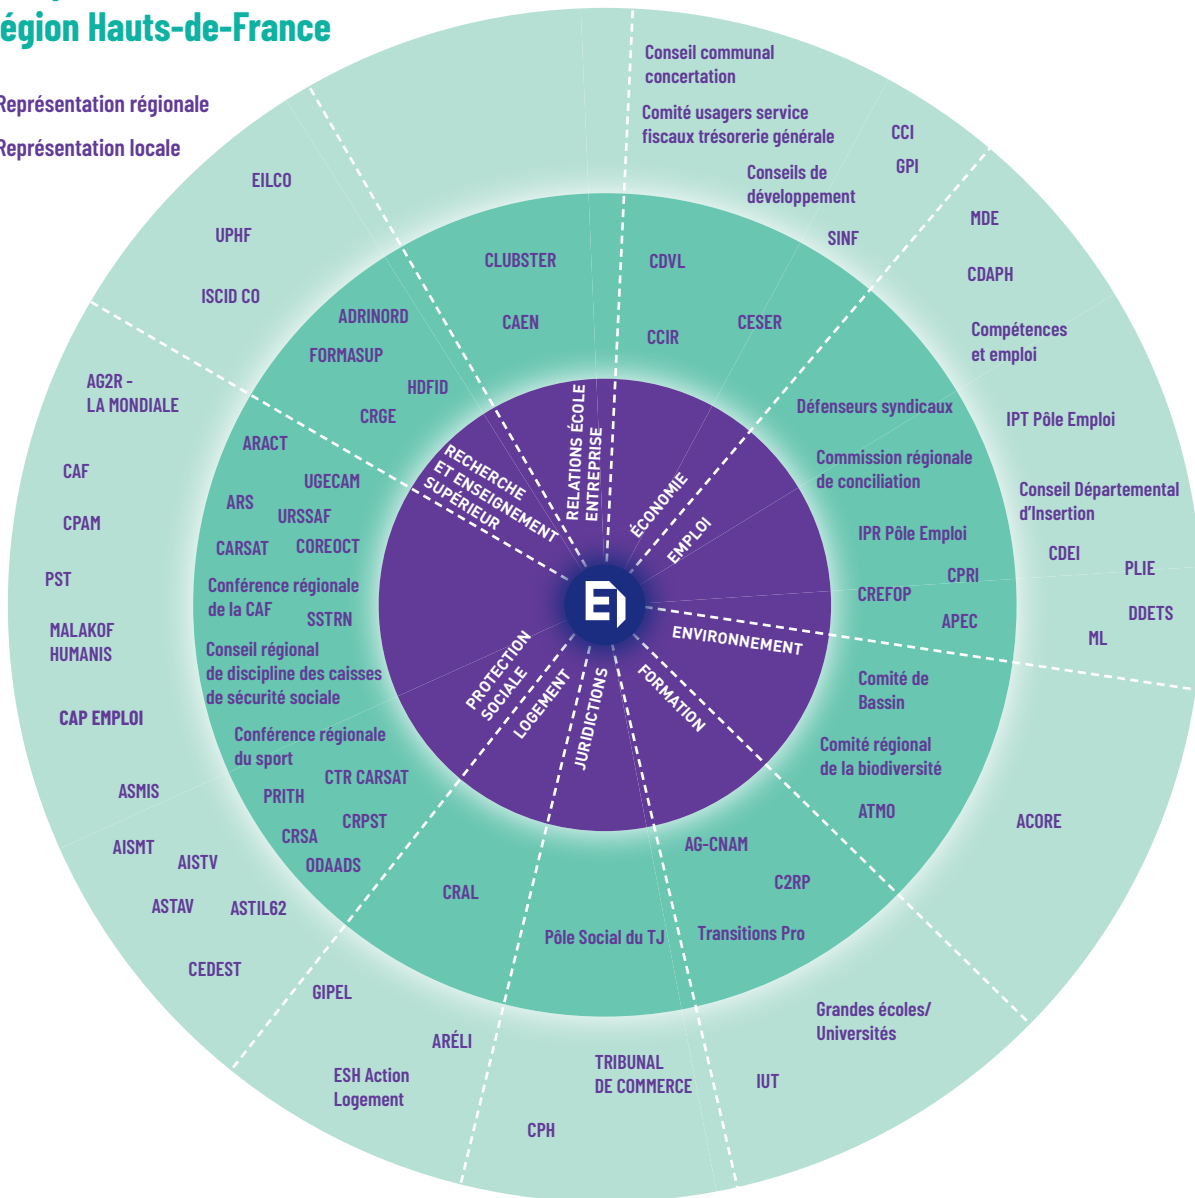 égion Hauts-de-France
Représentation régionale
Représentation locale
Conseil communal
concertation
Comité usagers service
fiscaux trésorerie générale
Conseils de
développement
CCI
GPI
SINF
MDE
CDAPH
Compétences
et emploi
IPT Pôle Emploi
Conseil Départemental
d'Insertion
CDEI
PLIE
DDETS
ML
ACORE
Grandes écoles/
Universités
IUT
TRIBUNAL
DE COMMERCE
CPH
ARÉLI
GIPEL
ESH Action
Logement
CEDEST
ASTAV
ASTIL62
AISTV
AISMT
ASMIS
CAP EMPLOI
MALAKOF
HUMANIS
PST
CPAM
CAF
AG2R -
LA MONDIALE
ISCID CO
UPHF
EILCO
CLUBSTER
CAEN
CDVL
CCIR
CESER
Défenseurs syndicaux
Commission régionale
de conciliation
IPR Pôle Emploi
CPRI
CREFOP
APEC
Comité de
Bassin
Comité régional
de la biodiversité
ATMO
AG-CNAM
C2RP
Transitions Pro
Pôle Social du TJ
CRAL
ODAADS
CRSA
CRPST
PRITH
CTR CARSAT
Conférence régionale
du sport
Conseil régional
de discipline des caisses
de sécurité sociale
SSTRN
Conférence régionale
de la CAF
CARSAT
COREOCT
URSSAF
ARS
UGECAM
ARACT
CRGE
HDFID
FORMASUP
ADRINORD
RECHERCHE
ET ENSEIGNEMENT
SUPÉRIEUR
RELATIONS ÉCOLE
ENTREPRISE
ÉCONOMIE
EMPLOI
ENVIRONNEMENT
FORMATION
JURIDICTIONS
LOGEMENT
PROTECTION
SOCIALE